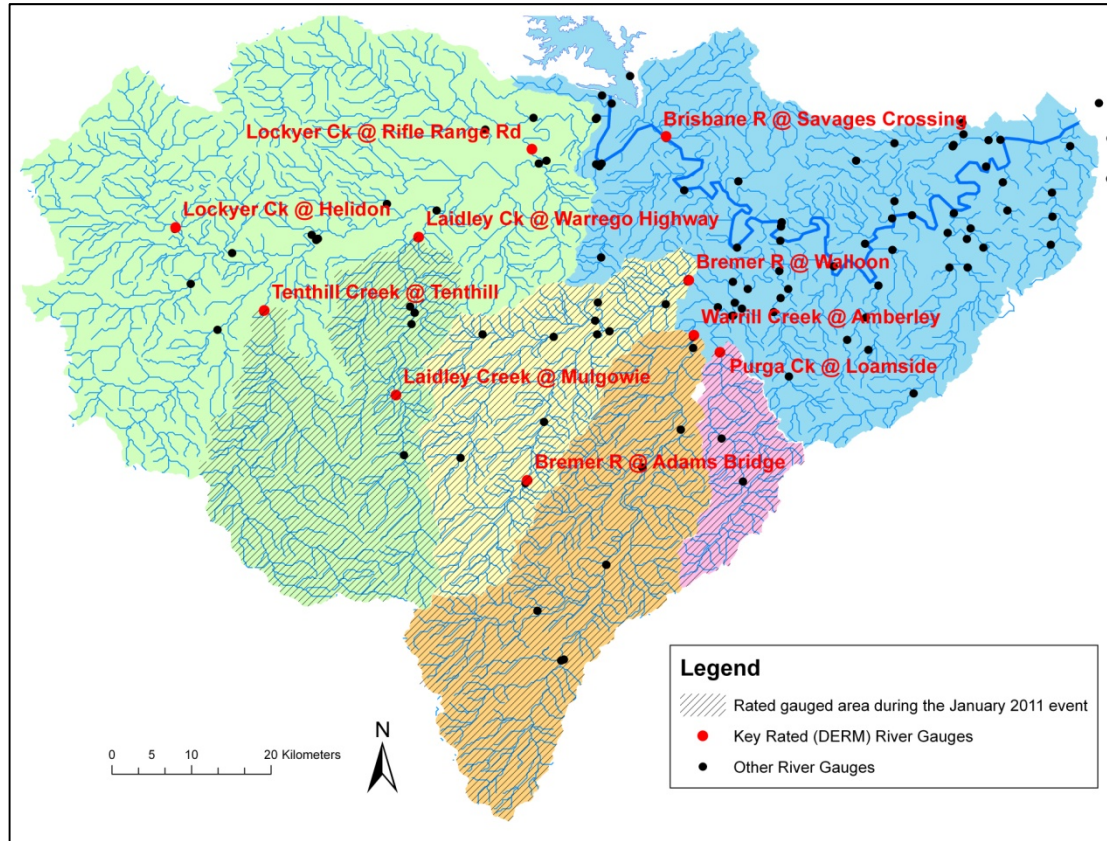 Lockyer Ck @ Rifle Range Rd
Brisbane R @ Savages Crossing
Lockyer Ck @ Helidon
Laidley Ck @ Warrego Highway
Bremer R @ Walloon
Tenthill Creek @ Tenthill
Warrill Creek @ Amberley
Purga Ck @ Loamside
Laidley Creek @ Mulgowie
Bremer R @ Adams Bridge
Legend
Rated gauged area during the January 2011 event
Key Rated (DERM) River Gauges
Other River Gauges
N
0 5 10 20 Kilometers